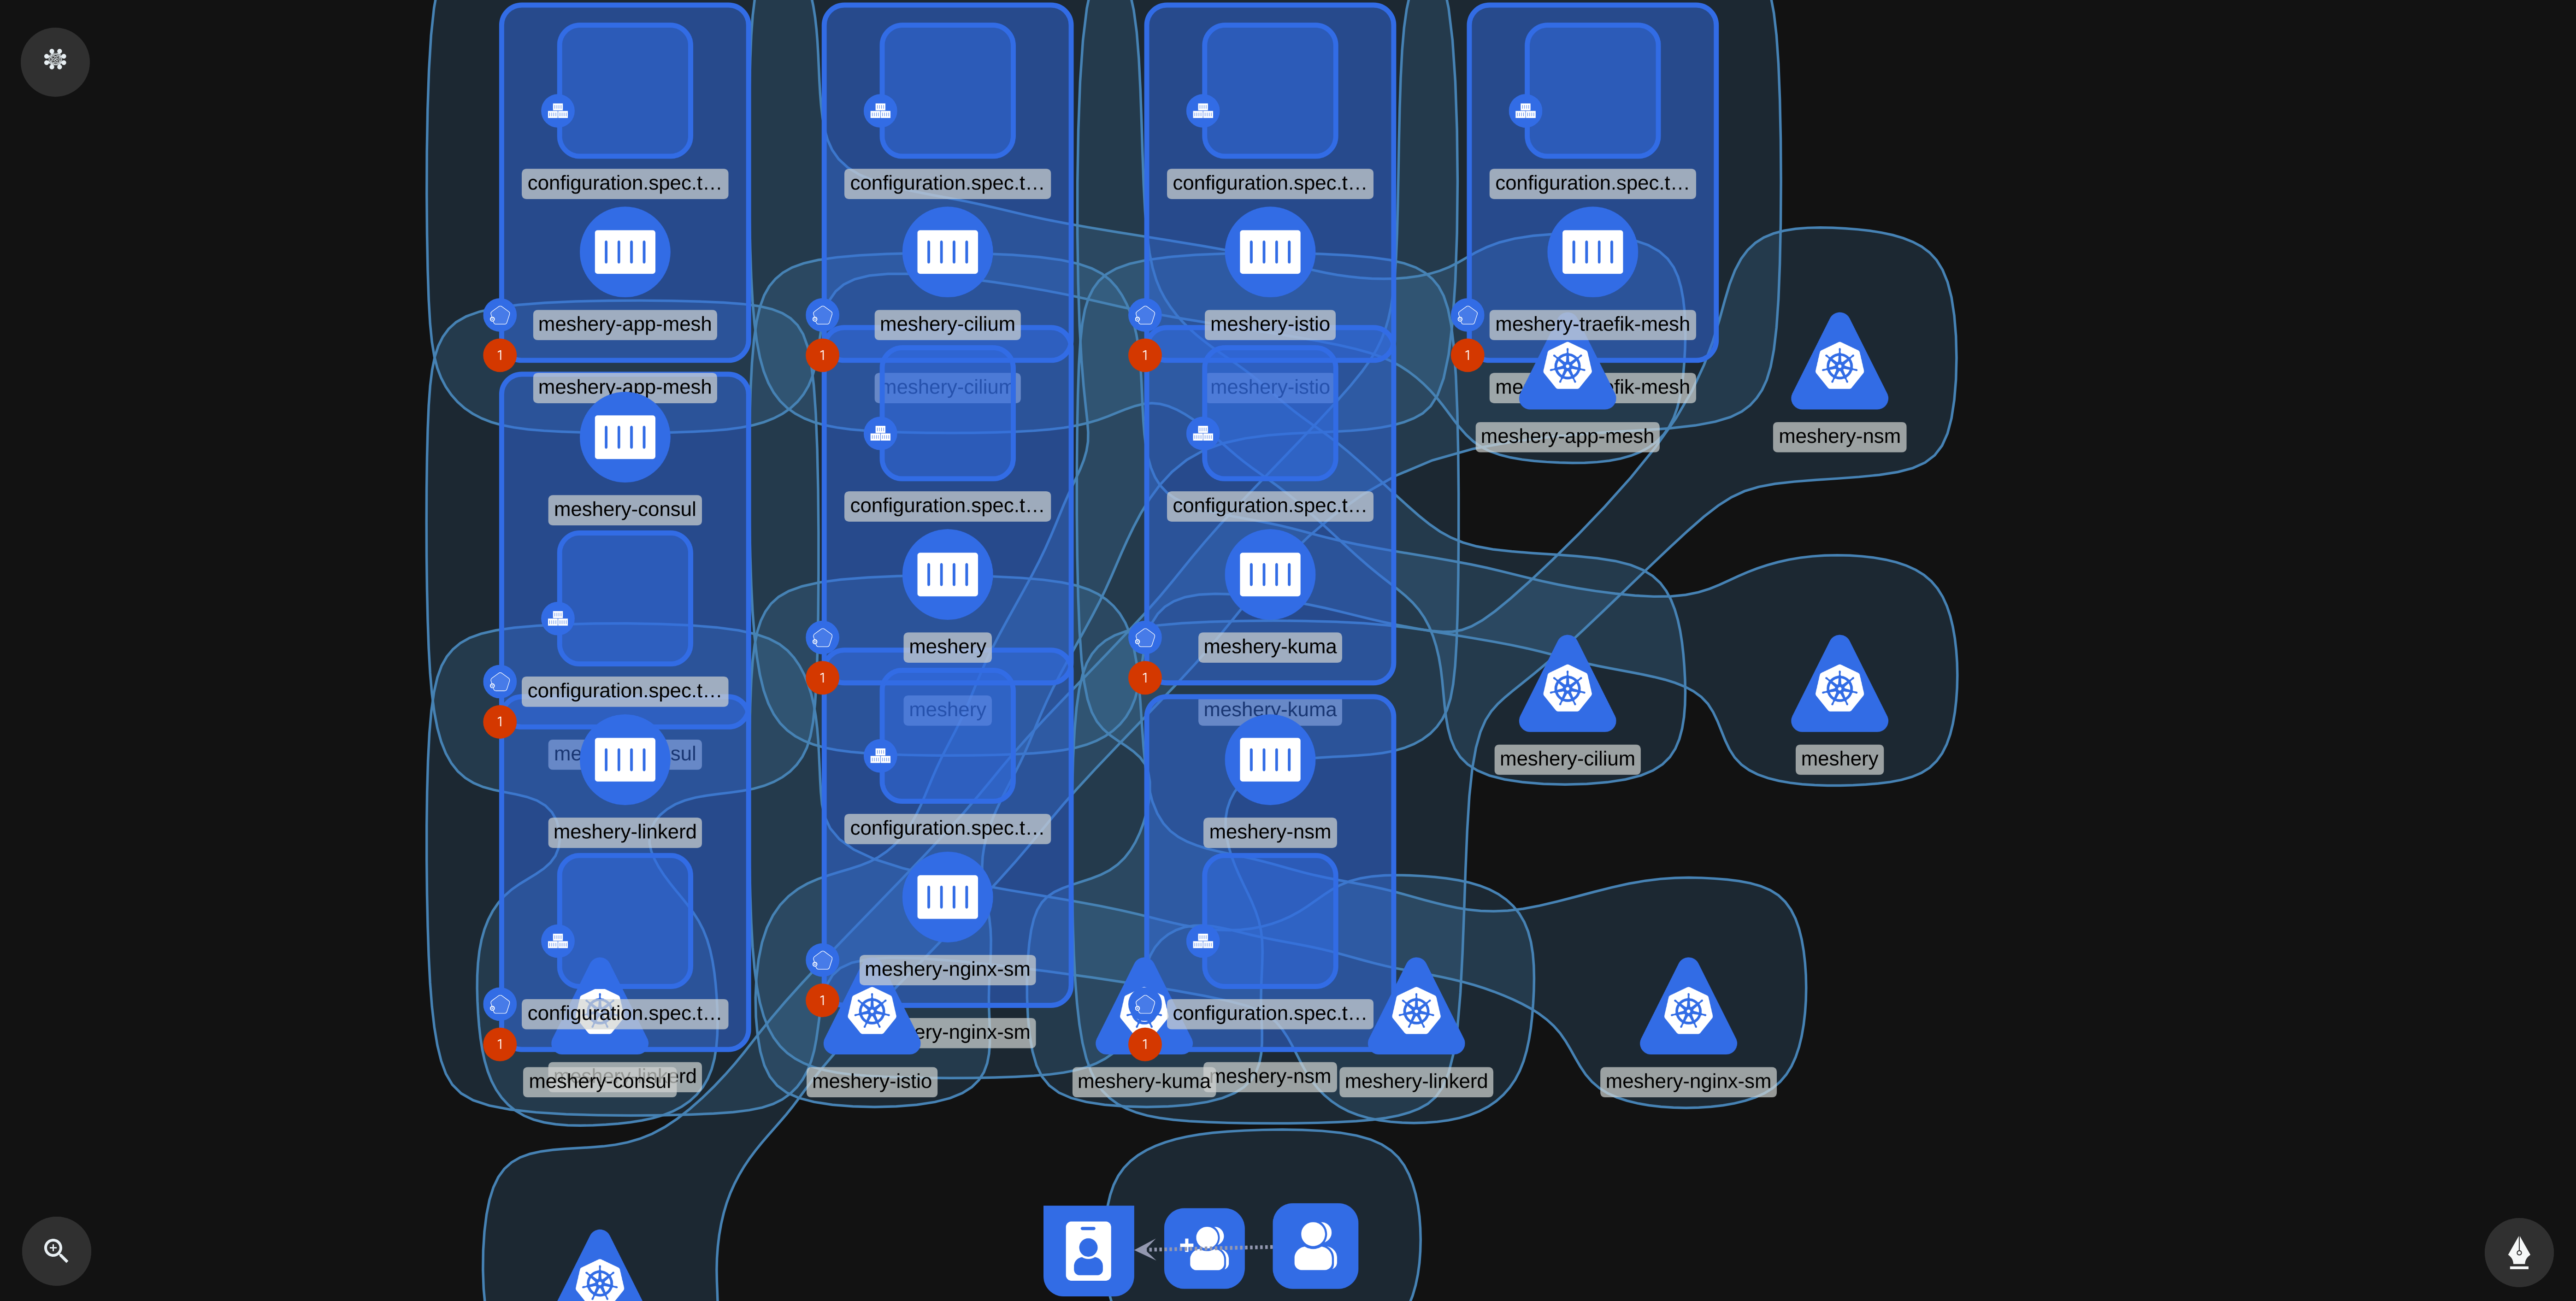 configuration.spec.t…
configuration.spec.t…
configuration.spec.t…
configuration.spec.t…
meshery-app-mesh
meshery-cilium
meshery-istio
meshery-traefik-mesh
1
1
1
1
meshery-app-mesh
meshery-cilium
meshery-istio
me
efik-mesh
meshery-app-mesh
meshery-nsm
meshery-consul
configuration.spec.t…
configuration.spec.t…
meshery
meshery-kuma
1
1
configuration.spec.t…
1
meshery
meshery-kuma
me
sul
meshery-cilium
meshery
meshery-linkerd
configuration.spec.t…
meshery-nsm
meshery-nginx-sm
1
configuration.spec.t…
configuration.spec.t…
ery-nginx-sm
1
1
meshery-consul
meshery-linkerd
meshery-istio
meshery-kuma
meshery-nsm
meshery-linkerd
meshery-nginx-sm